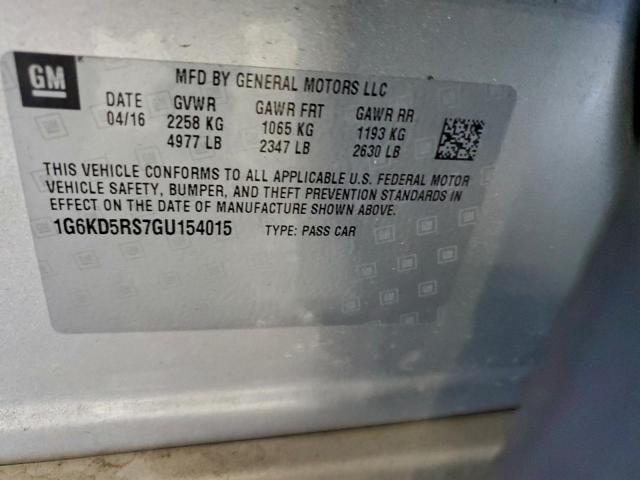 GM
MFD BY GENERAL MOTORS LLC
DATE GVWR GAWR FRT GAWR RR
04/16 2258 KG 1065 KG 1193 KG
4977 LB 2347 LB 2630 LB
THIS VEHICLE CONFORMS TO ALL APPLICABLE U.S. FEDERAL MOTOR
VEHICLE SAFETY, BUMPER, AND THEFT PREVENTION STANDARDS IN
EFFECT ON THE DATE OF MANUFACTURE SHOWN ABOVE.
1G6KD5RS7GU154015 TYPE: PASS CAR